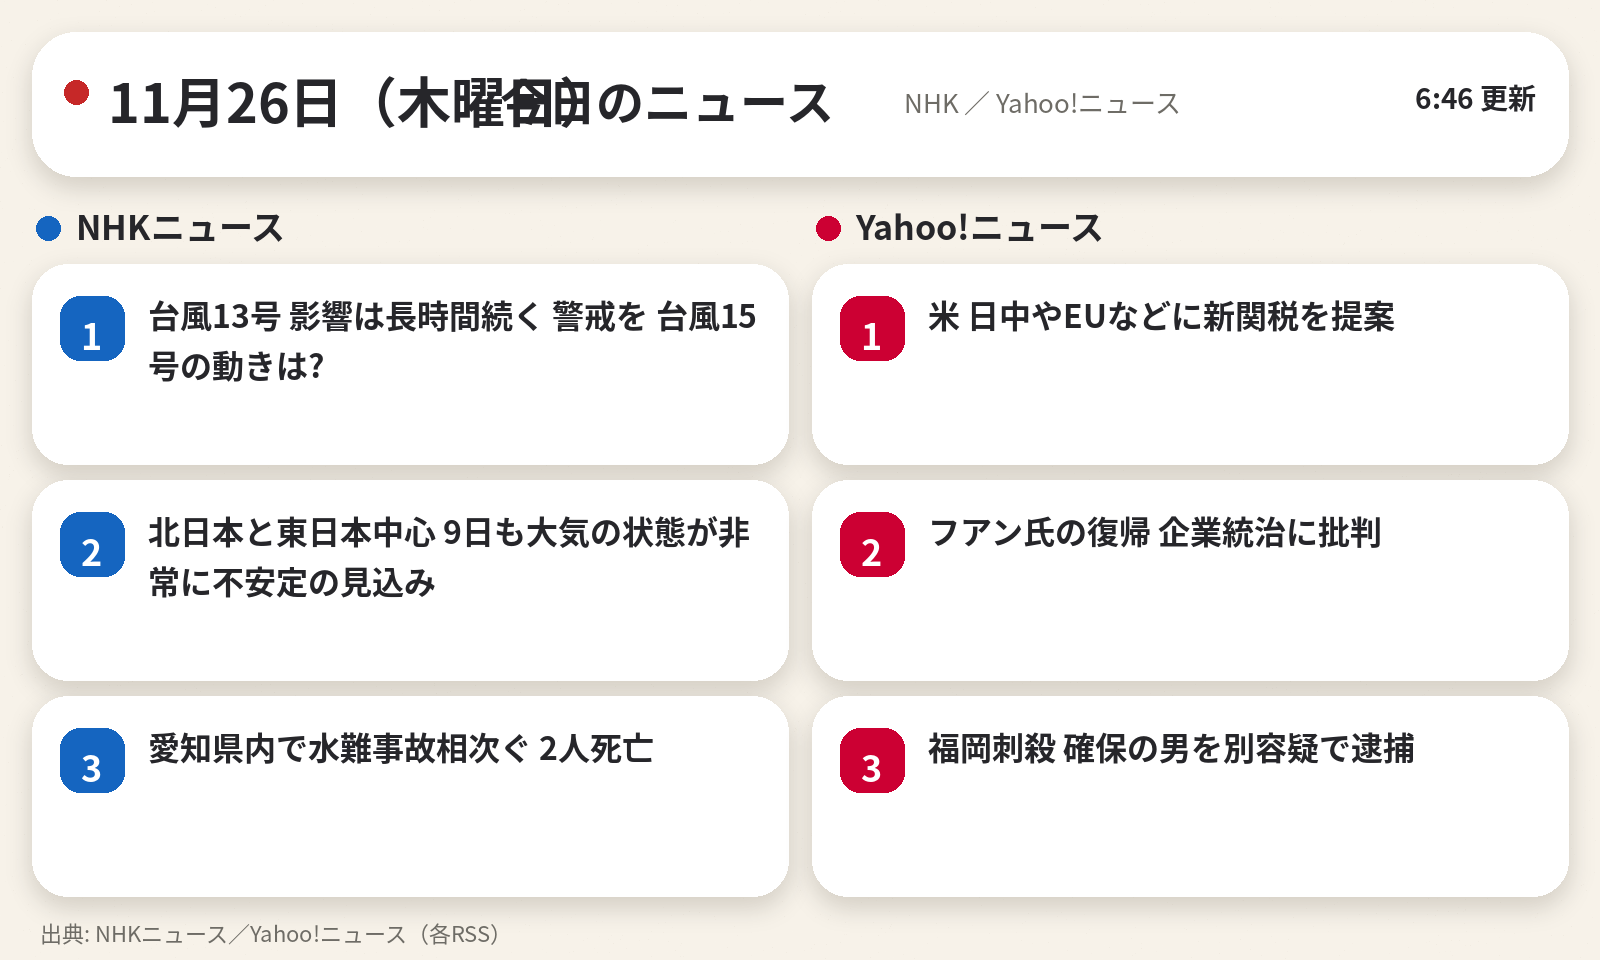 11月26日（木曜日）
今日のニュース
NHK ／ Yahoo!ニュース
6:46 更新
NHKニュース
1
台風13号 影響は長時間続く 警戒を 台風15
号の動きは?
2
北日本と東日本中心 9日も大気の状態が非
常に不安定の見込み
3
愛知県内で水難事故相次ぐ 2人死亡
Yahoo!ニュース
1
米 日中やEUなどに新関税を提案
2
フアン氏の復帰 企業統治に批判
3
福岡刺殺 確保の男を別容疑で逮捕
出典: NHKニュース／Yahoo!ニュース（各RSS）